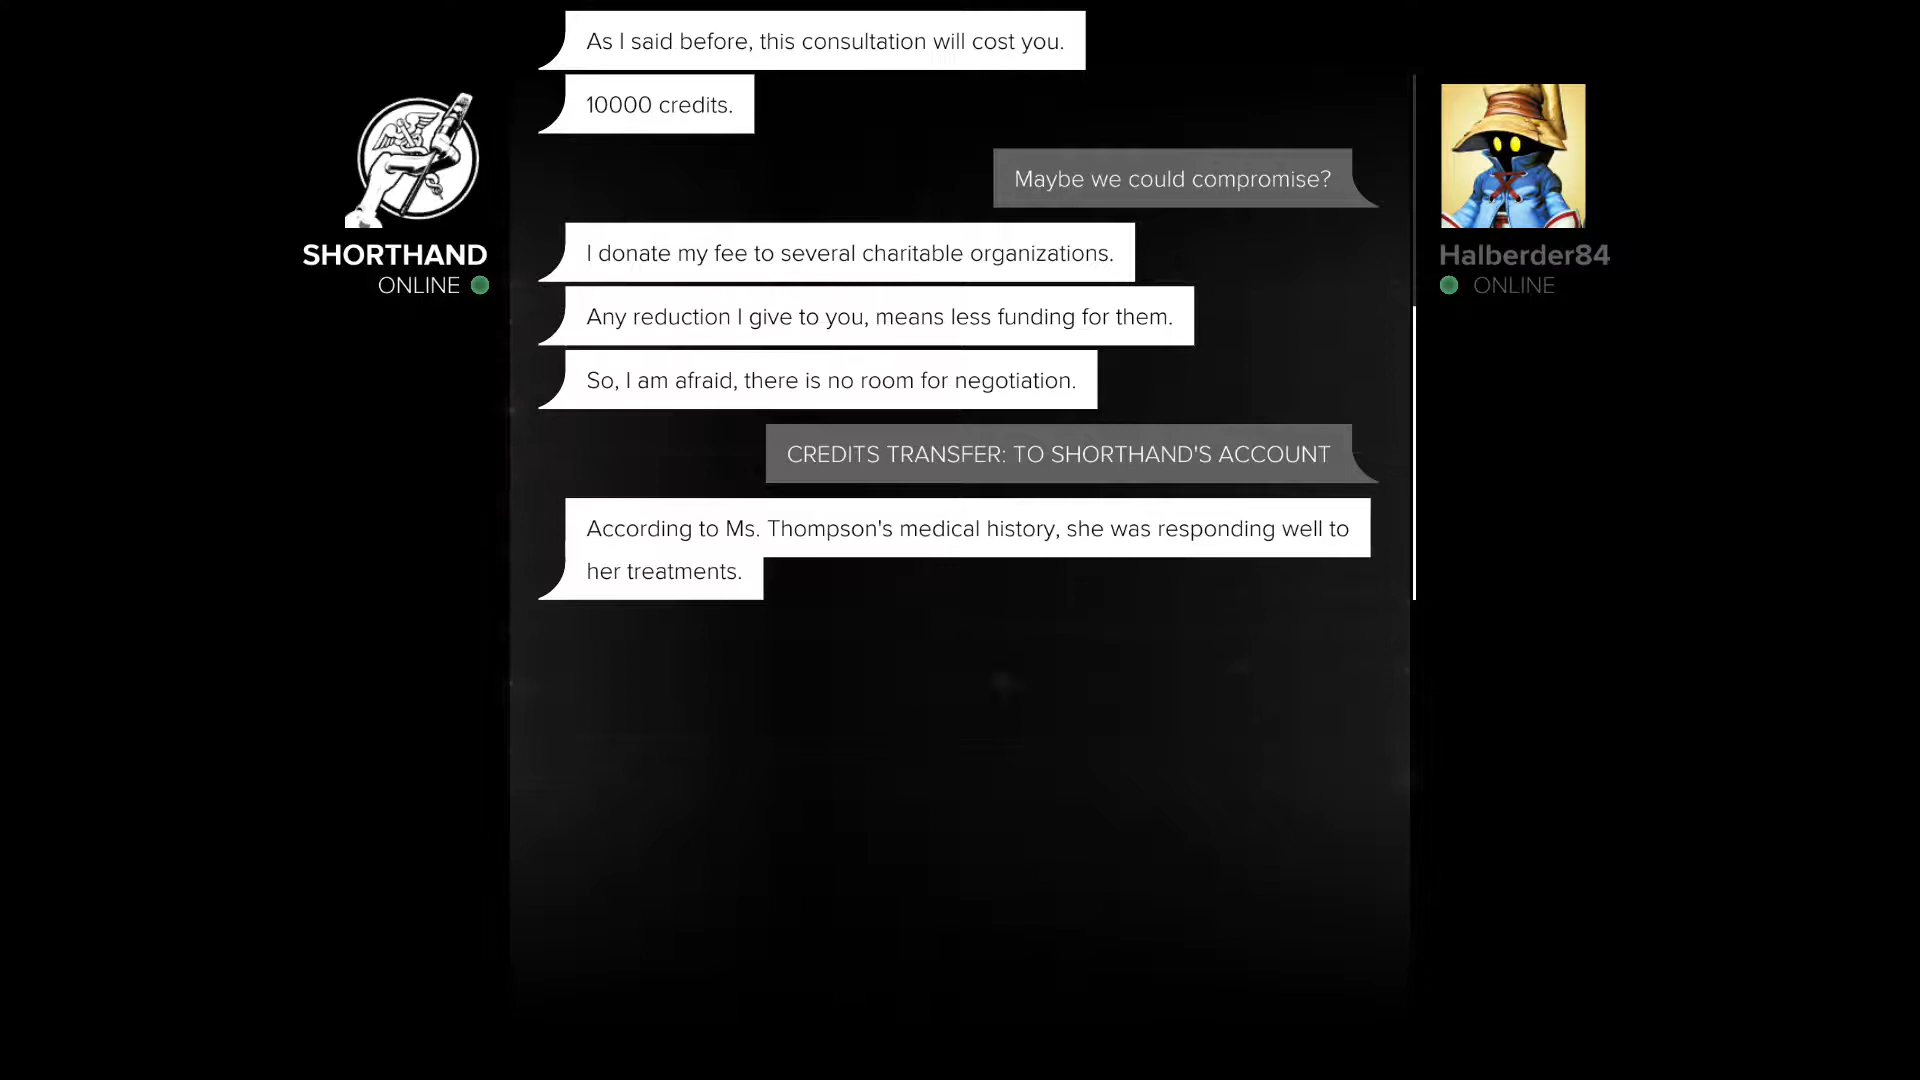 As I said before, this consultation will cost you.
10000 credits.
Maybe we could compromise?
SHORTHAND
ONLINE
Halberder84
ONLINE
I donate my fee to several charitable organizations.
Any reduction I give to you, means less funding for them.
So, I am afraid, there is no room for negotiation.
CREDITS TRANSFER: TO SHORTHAND'S ACCOUNT
According to Ms. Thompson's medical history, she was responding well to
her treatments.